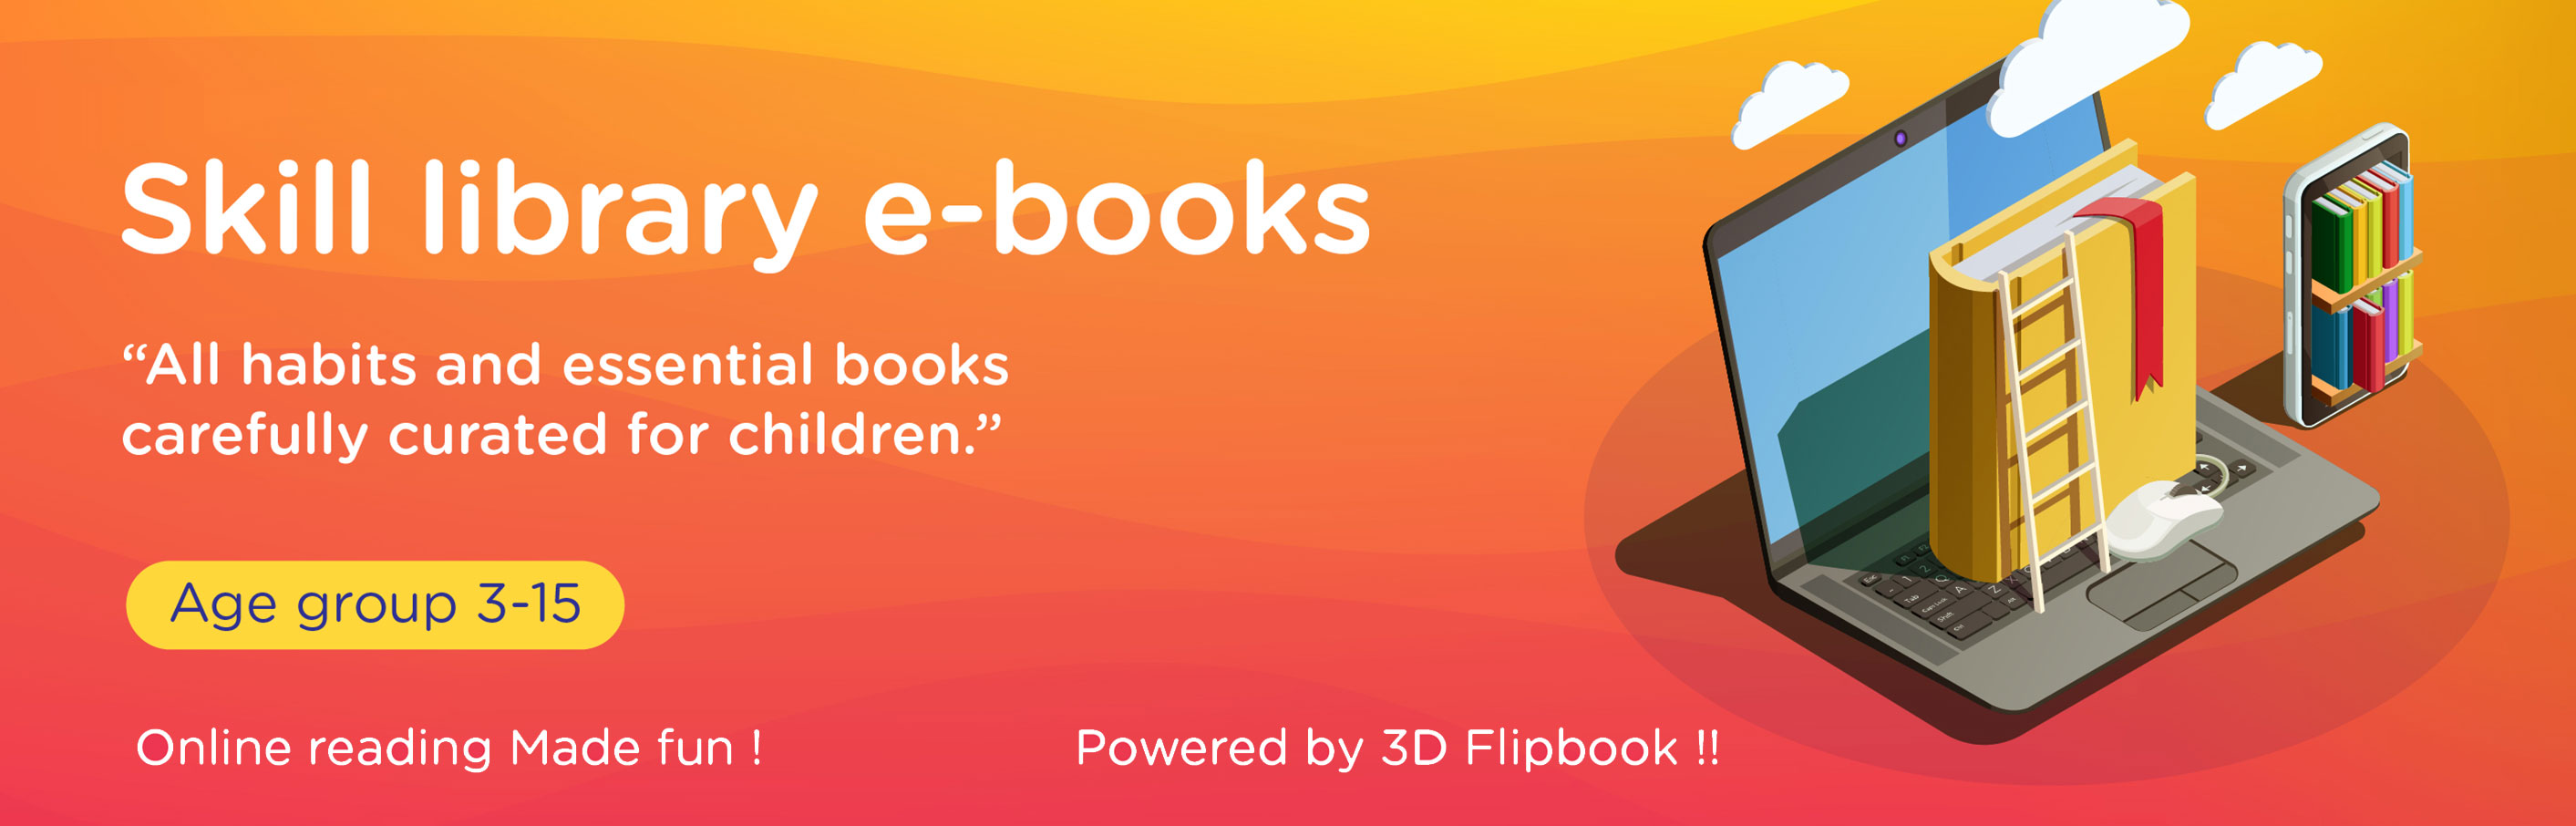 Skill library e-books
“All habits and essential books
carefully curated for children.”
Age group 3-15
Online reading Made fun !
Powered by 3D Flipbook !!